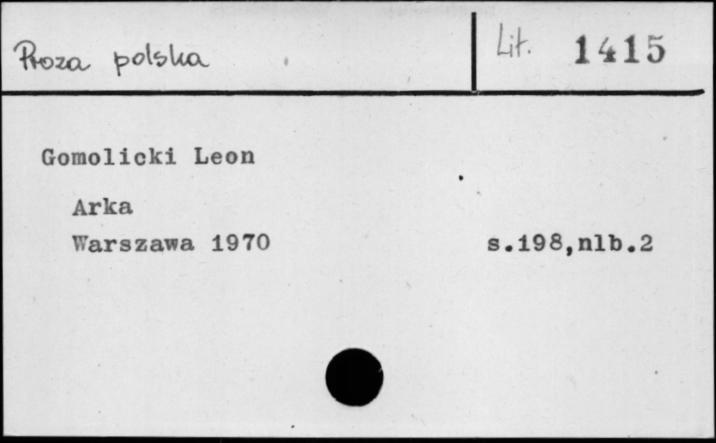 Proza polska
Lit. 1415
Gomolicki Leon
Arka
Warszawa 1970
s.198,nlb.2